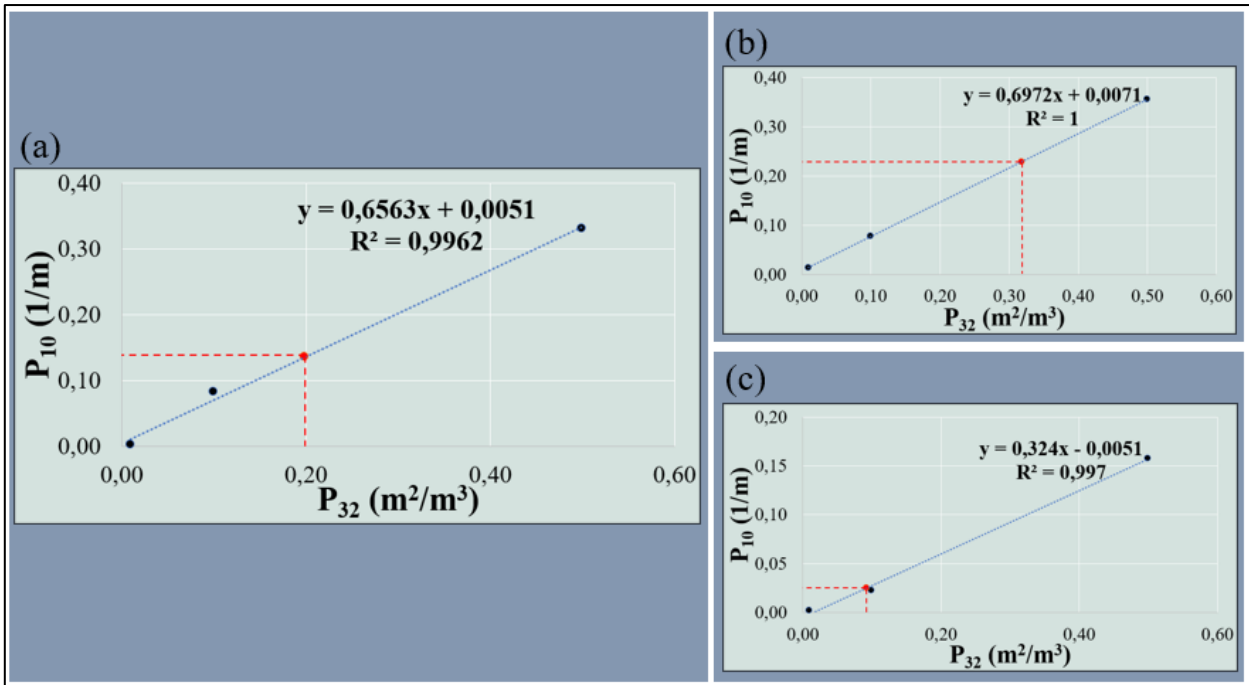 (a)
y = 0,6563x + 0,0051
R² = 0,9962
P₁₀ (1/m)
0,40
0,30
0,20
0,10
0,00
0,00 0,20 0,40 0,60
P₃₂ (m²/m³)
(b)
y = 0,6972x + 0,0071
R² = 1
P₁₀ (1/m)
0,40
0,30
0,20
0,10
0,00
0,00 0,10 0,20 0,30 0,40 0,50 0,60
P₃₂ (m²/m³)
(c)
y = 0,324x - 0,0051
R² = 0,997
P₁₀ (1/m)
0,20
0,15
0,10
0,05
0,00
0,00 0,20 0,40 0,60
P₃₂ (m²/m³)